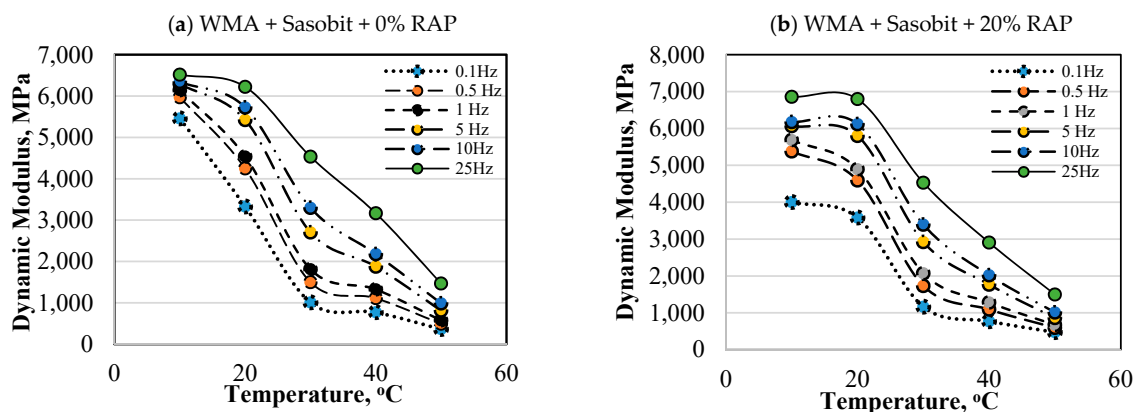 (a) WMA + Sasobit + 0% RAP
7,000
6,000
5,000
4,000
3,000
2,000
1,000
0
Dynamic Modulus, MPa
0.1Hz
0.5 Hz
1 Hz
5 Hz
10Hz
25Hz
0 20 40 60
Temperature, ᵒC
(b) WMA + Sasobit + 20% RAP
8,000
7,000
6,000
5,000
4,000
3,000
2,000
1,000
0
Dynamic Modulus, MPa
0.1Hz
0.5 Hz
1 Hz
5 Hz
10Hz
25Hz
0 20 40 60
Temperature, ᵒC